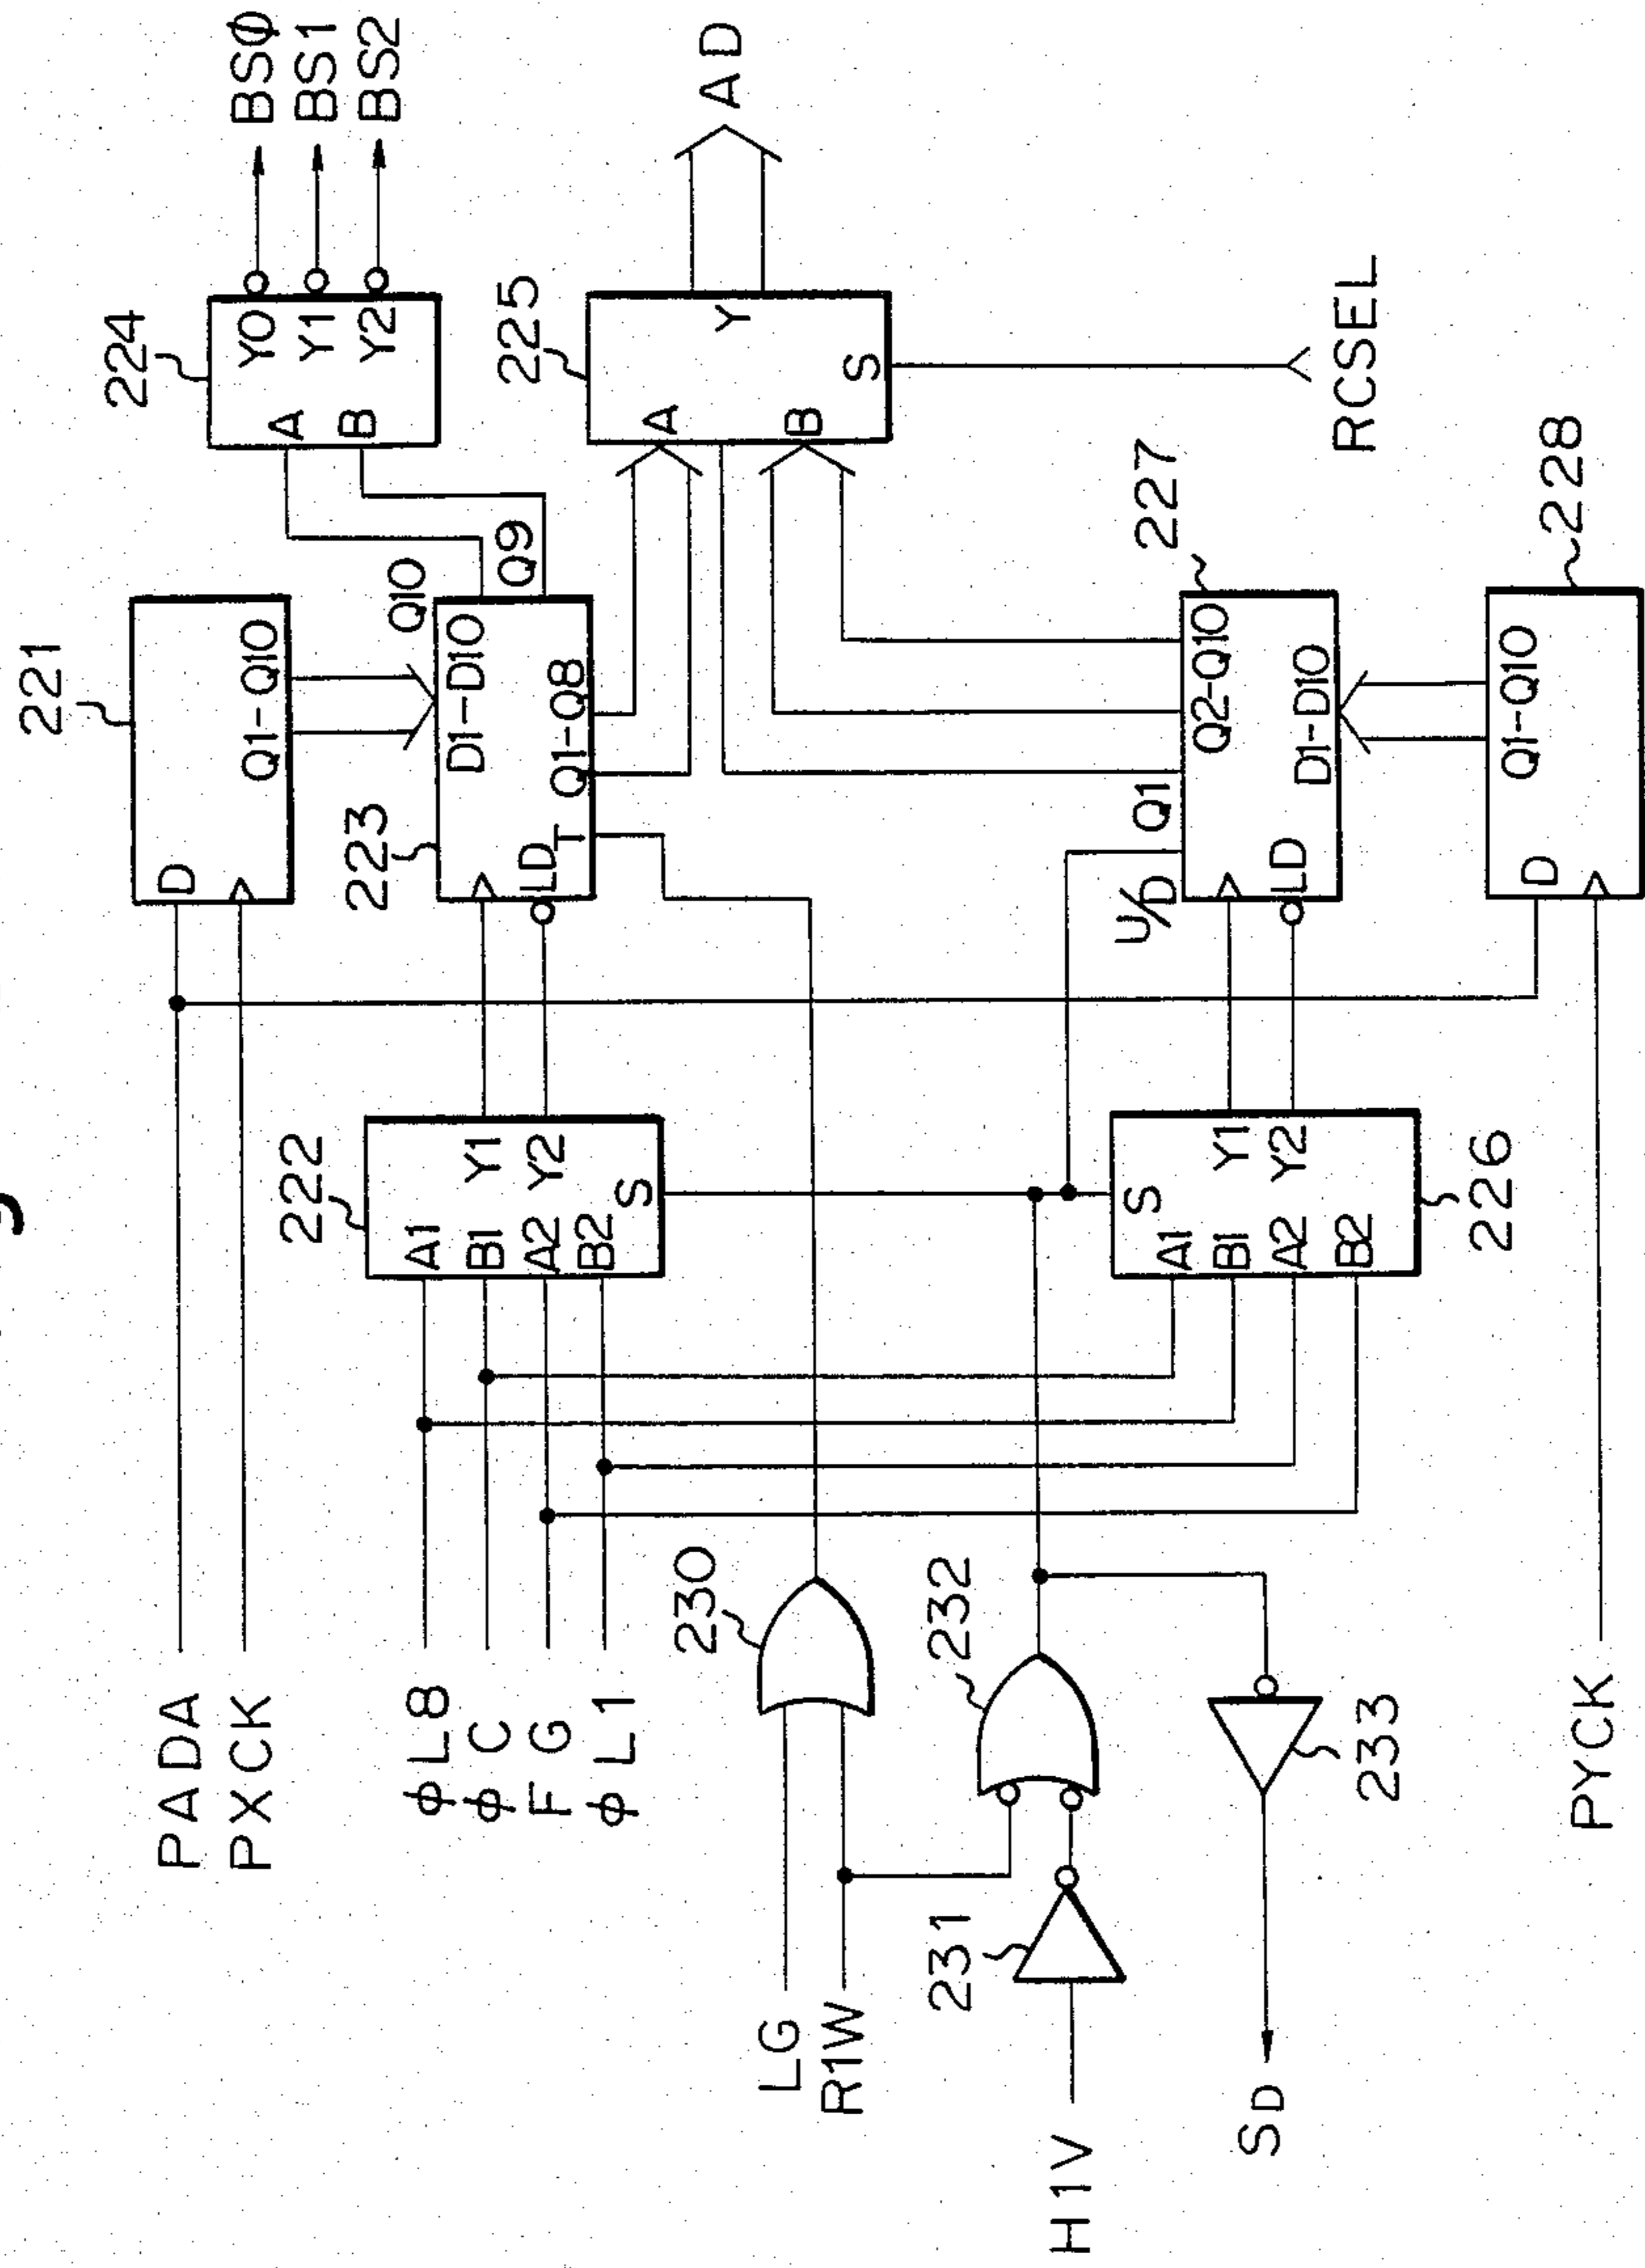 PADA
PXCK
φL8
φC
FG
φL1
LG
R1W
H1V
SD
PYCK
221
D
Q1-Q10
222
A1
B1
A2
B2
Y1
Y2
S
223
D1-D10
LD
T
Q1-Q8
Q10
Q9
224
A
B
Y0
Y1
Y2
BSφ
BS1
BS2
225
A
B
Y
S
AD
RCSEL
226
S
A1
B1
A2
B2
Y1
Y2
227
U/D
Q1
Q2-Q10
LD
D1-D10
228
D
Q1-Q10
230
231
232
233